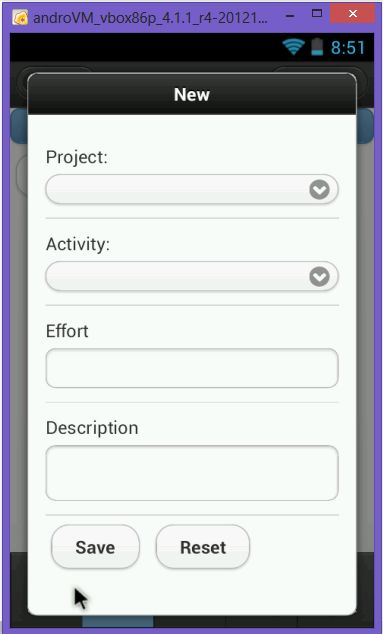 androVM_vbox86p_4.1.1_r4-20121...
8:51
New
Project:
Activity:
Effort
Description
Save Reset